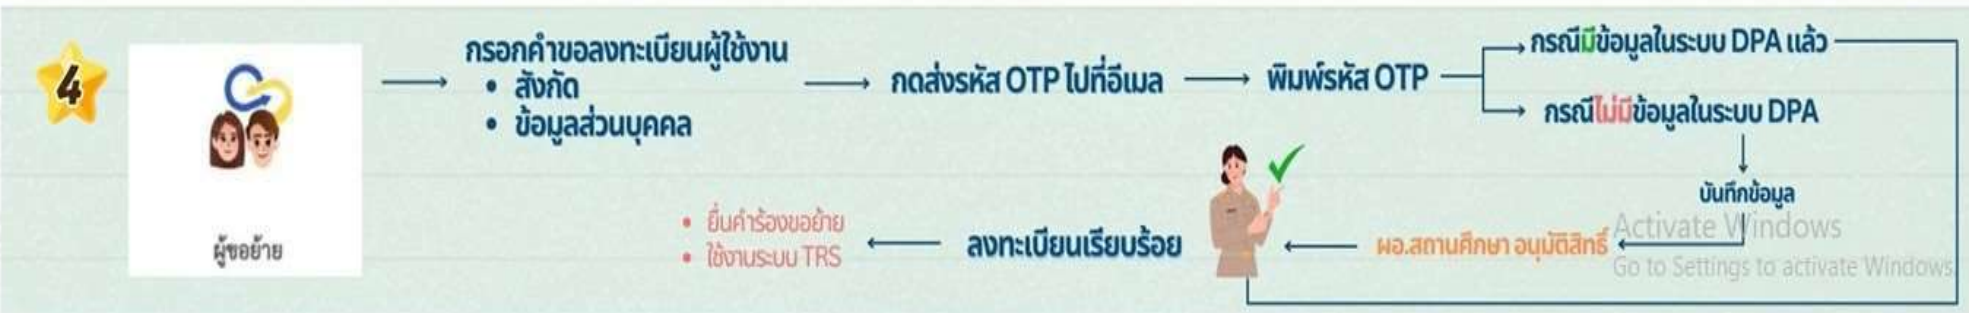 4
ผู้ขอย้าย
กรอกคำขอลงทะเบียนผู้ใช้งาน
• สังกัด
• ข้อมูลส่วนบุคคล
กดส่งรหัส OTP ไปที่อีเมล
พิมพ์รหัส OTP
กรณีมีข้อมูลในระบบ DPA แล้ว
กรณีไม่มีข้อมูลในระบบ DPA
บันทึกข้อมูล
ผอ.สถานศึกษา อนุมัติสิทธิ์
ลงทะเบียนเรียบร้อย
• ยื่นคำร้องขอย้าย
• ใช้งานระบบ TRS
Activate Windows
Go to Settings to activate Windows.